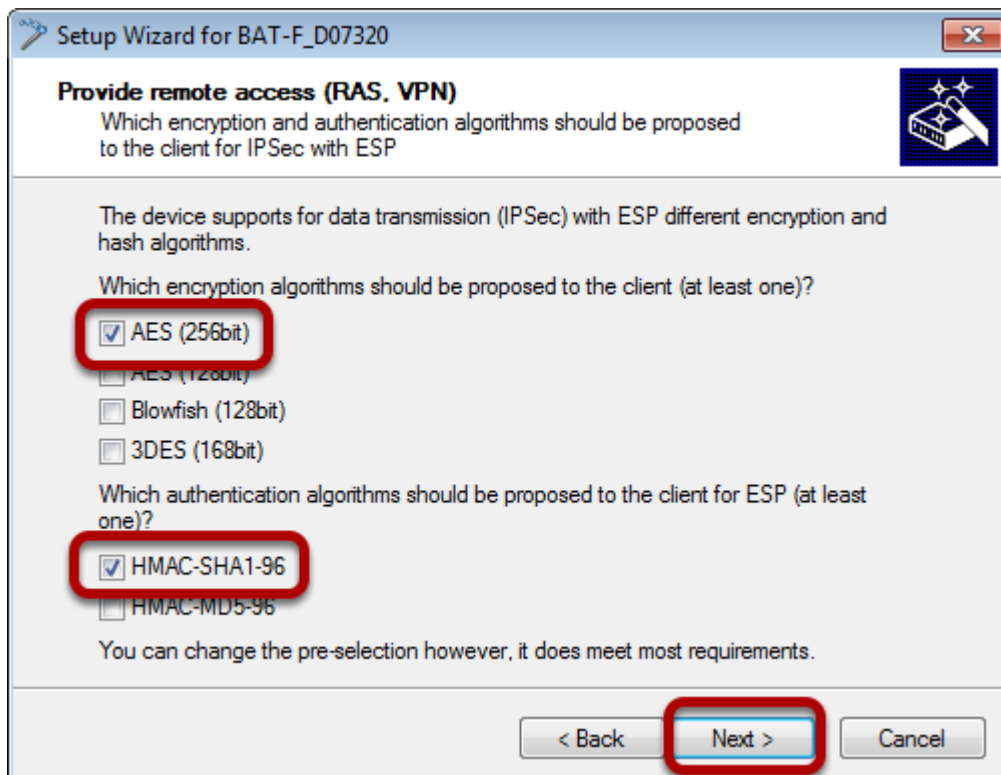 Setup Wizard for BAT-F_D07320
Provide remote access (RAS, VPN)
Which encryption and authentication algorithms should be proposed
to the client for IPSec with ESP
The device supports for data transmission (IPSec) with ESP different encryption and
hash algorithms.
Which encryption algorithms should be proposed to the client (at least one)?
AES (256bit)
AES (128bit)
Blowfish (128bit)
3DES (168bit)
Which authentication algorithms should be proposed to the client for ESP (at least
one)?
HMAC-SHA1-96
HMAC-MD5-96
You can change the pre-selection however, it does meet most requirements.
< Back
Next >
Cancel